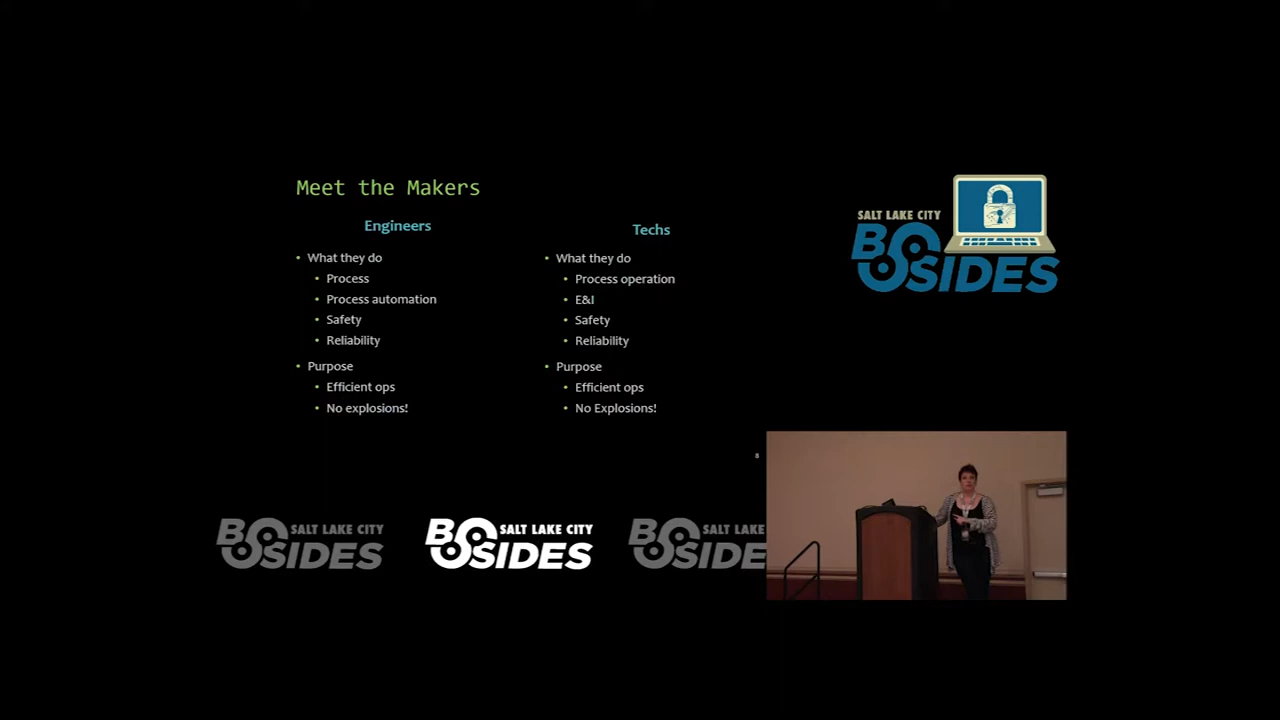 Meet the Makers
Engineers
• What they do
• Process
• Process automation
• Safety
• Reliability
• Purpose
• Efficient ops
• No explosions!
Techs
• What they do
• Process operation
• E&I
• Safety
• Reliability
• Purpose
• Efficient ops
• No Explosions!
8
SALT LAKE CITY
BSIDES
SALT LAKE CITY
BSIDES
SALT LAKE CITY
BSIDES
SALT LAKE
BSIDES